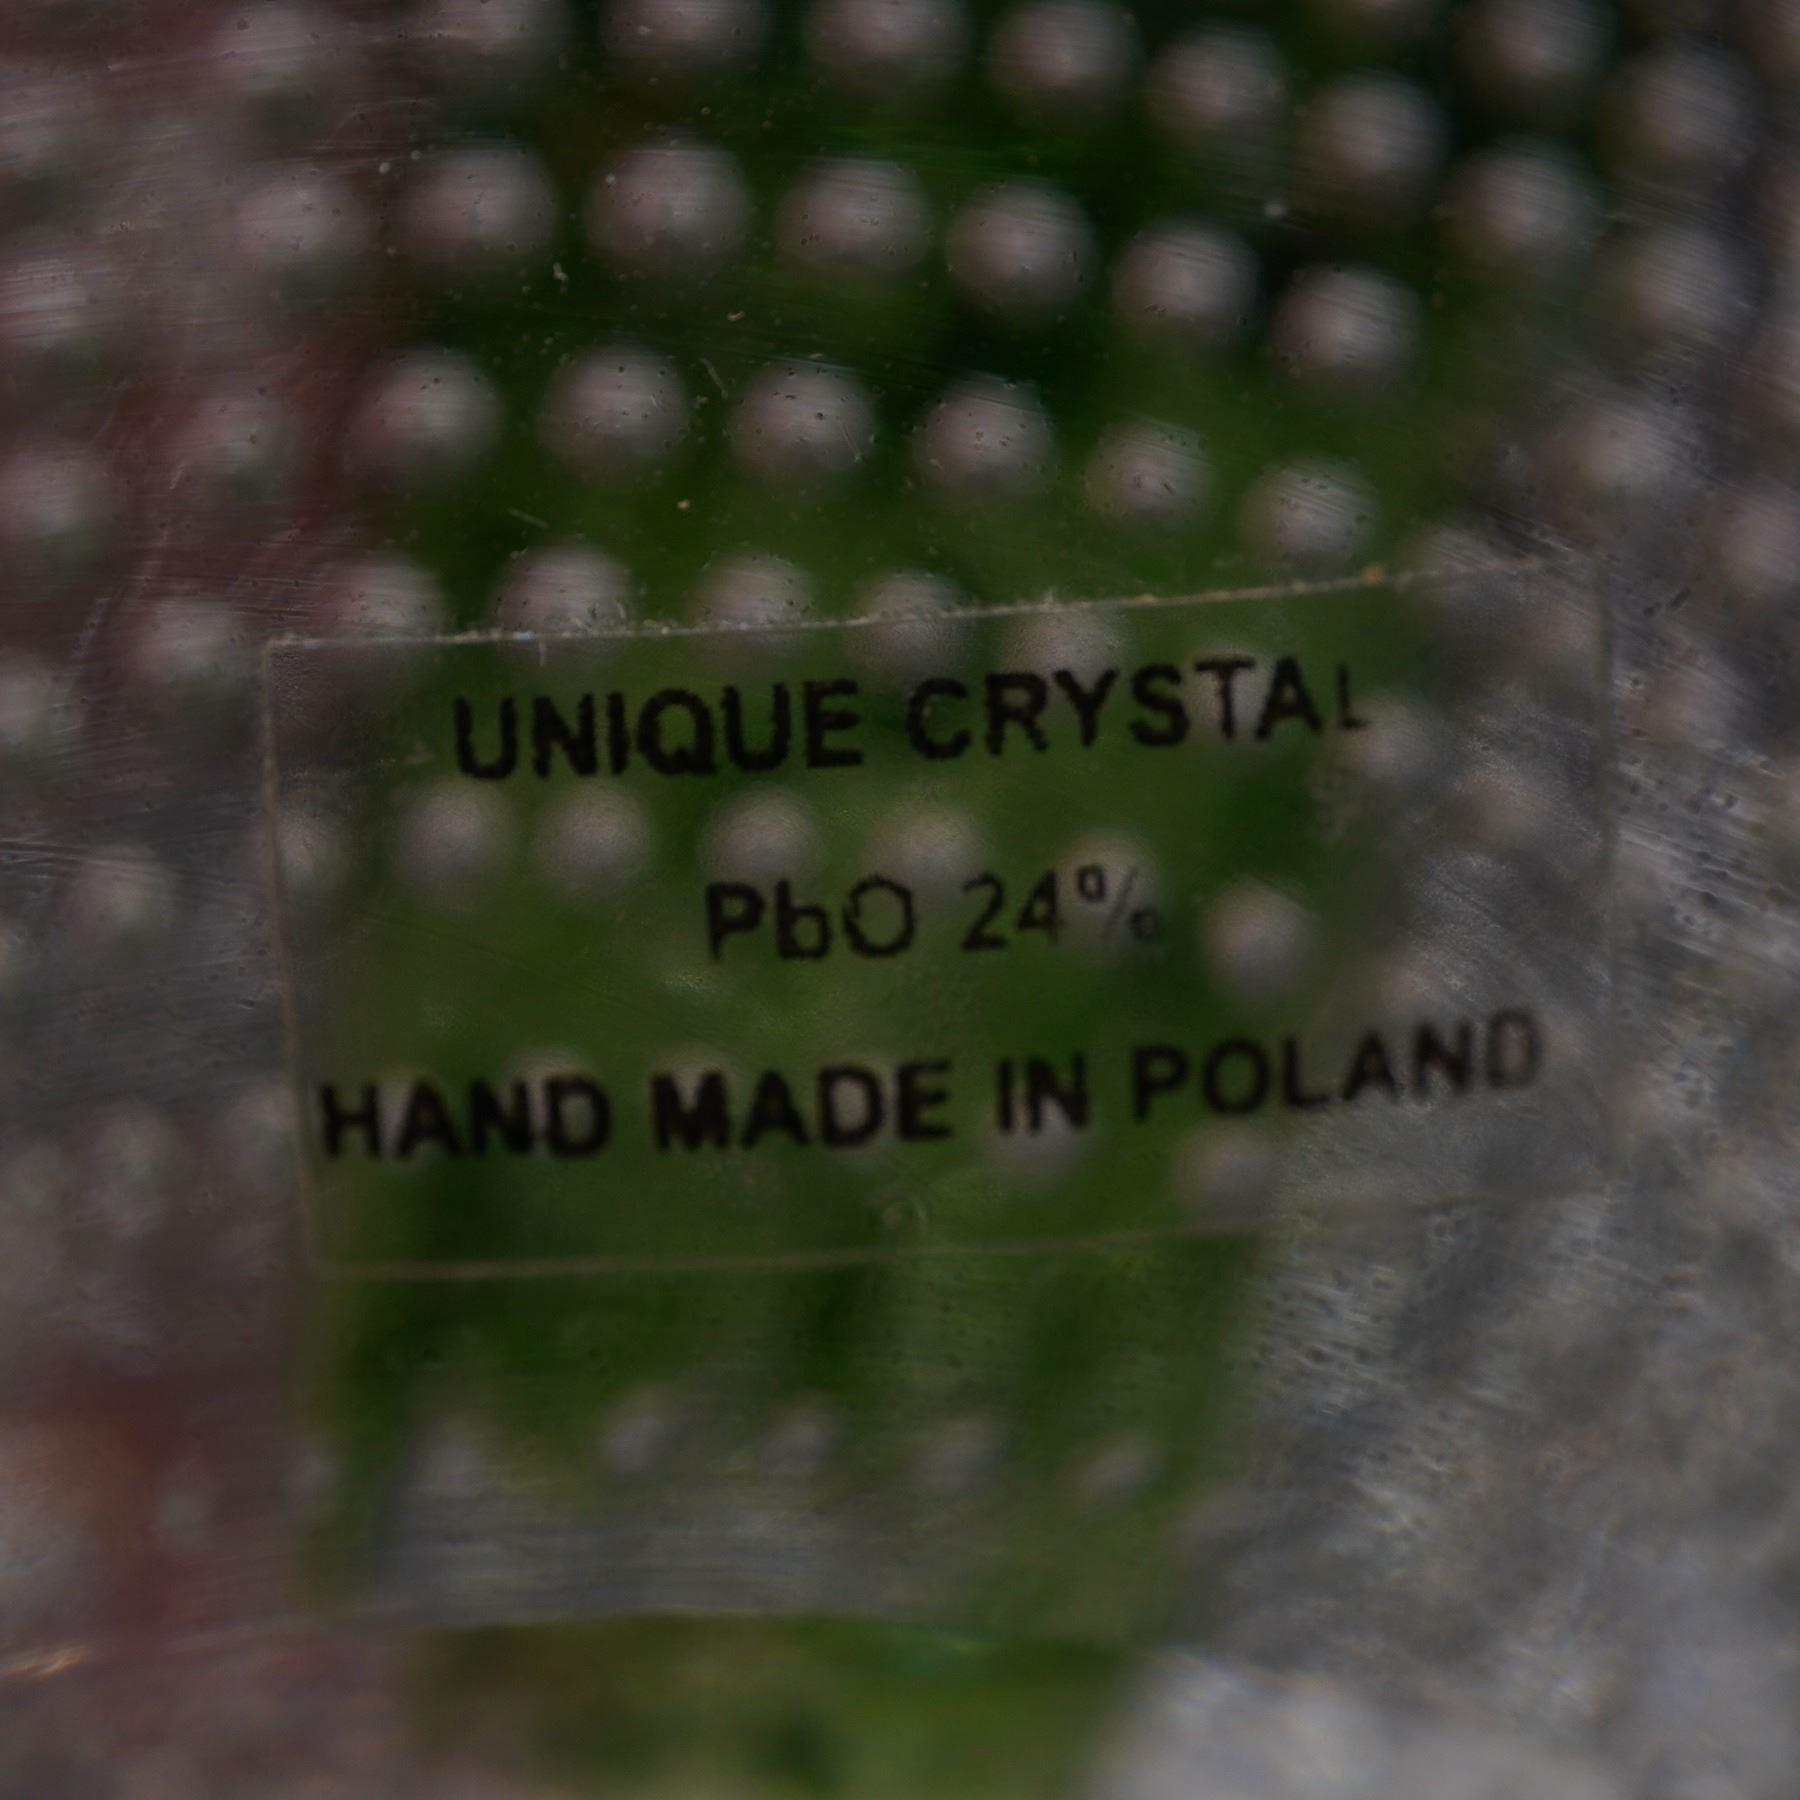 UNIQUE CRYSTAL
PbO 24%
HAND MADE IN POLAND